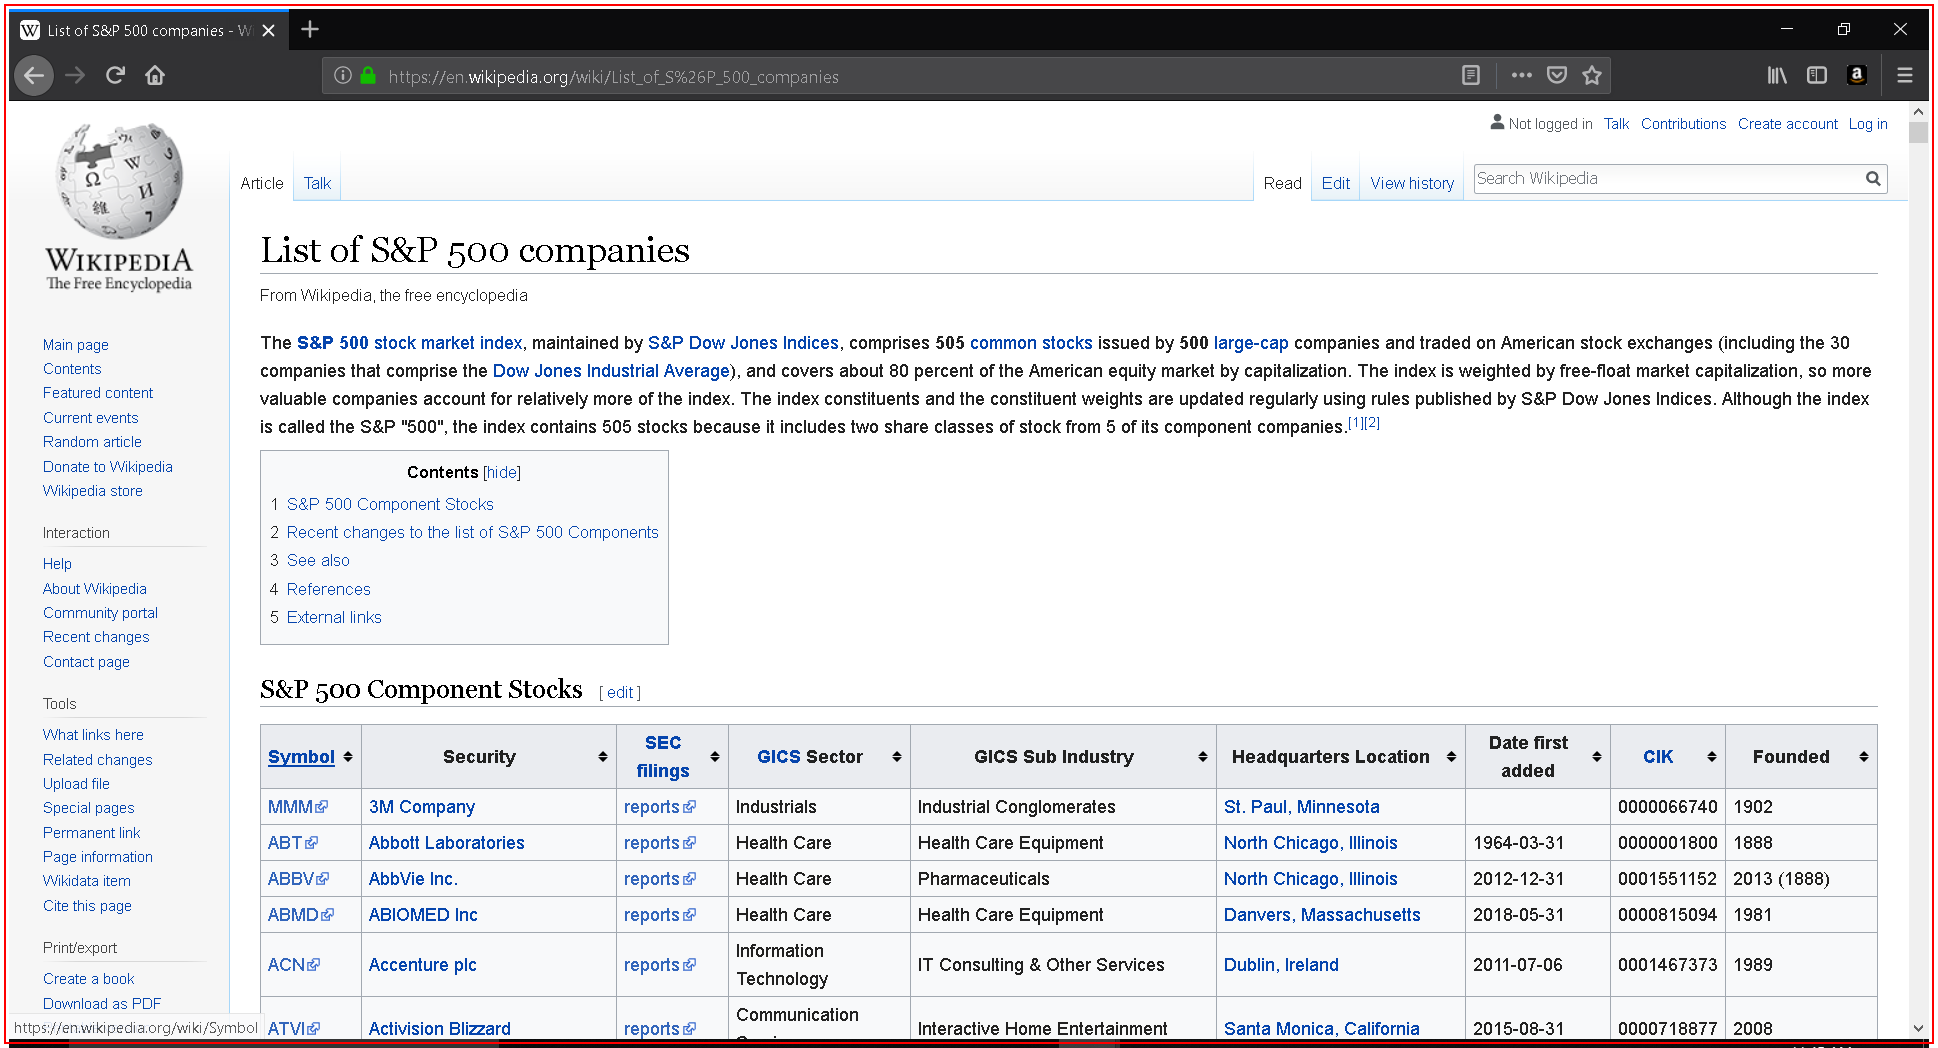 List of S&P 500 companies - W
https://en.wikipedia.org/wiki/List_of_S%26P_500_companies
Not logged in Talk Contributions Create account Log in
Article Talk Read Edit View history Search Wikipedia
WIKIPEDIA
The Free Encyclopedia
Main page
Contents
Featured content
Current events
Random article
Donate to Wikipedia
Wikipedia store
Interaction
Help
About Wikipedia
Community portal
Recent changes
Contact page
Tools
What links here
Related changes
Upload file
Special pages
Permanent link
Page information
Wikidata item
Cite this page
Print/export
Create a book
Download as PDF
https://en.wikipedia.org/wiki/Symbol
List of S&P 500 companies
From Wikipedia, the free encyclopedia
The S&P 500 stock market index, maintained by S&P Dow Jones Indices, comprises 505 common stocks issued by 500 large-cap companies and traded on American stock exchanges (including the 30
companies that comprise the Dow Jones Industrial Average), and covers about 80 percent of the American equity market by capitalization. The index is weighted by free-float market capitalization, so more
valuable companies account for relatively more of the index. The index constituents and the constituent weights are updated regularly using rules published by S&P Dow Jones Indices. Although the index
is called the S&P "500", the index contains 505 stocks because it includes two share classes of stock from 5 of its component companies.[1][2]
Contents [hide]
1 S&P 500 Component Stocks
2 Recent changes to the list of S&P 500 Components
3 See also
4 References
5 External links
S&P 500 Component Stocks [ edit ]
Symbol Security SEC filings GICS Sector GICS Sub Industry Headquarters Location Date first added CIK Founded
MMM 3M Company reports Industrials Industrial Conglomerates St. Paul, Minnesota 0000066740 1902
ABT Abbott Laboratories reports Health Care Health Care Equipment North Chicago, Illinois 1964-03-31 0000001800 1888
ABBV AbbVie Inc. reports Health Care Pharmaceuticals North Chicago, Illinois 2012-12-31 0001551152 2013 (1888)
ABMD ABIOMED Inc reports Health Care Health Care Equipment Danvers, Massachusetts 2018-05-31 0000815094 1981
ACN Accenture plc reports Information Technology IT Consulting & Other Services Dublin, Ireland 2011-07-06 0001467373 1989
ATVI Activision Blizzard reports Communication Interactive Home Entertainment Santa Monica, California 2015-08-31 0000718877 2008